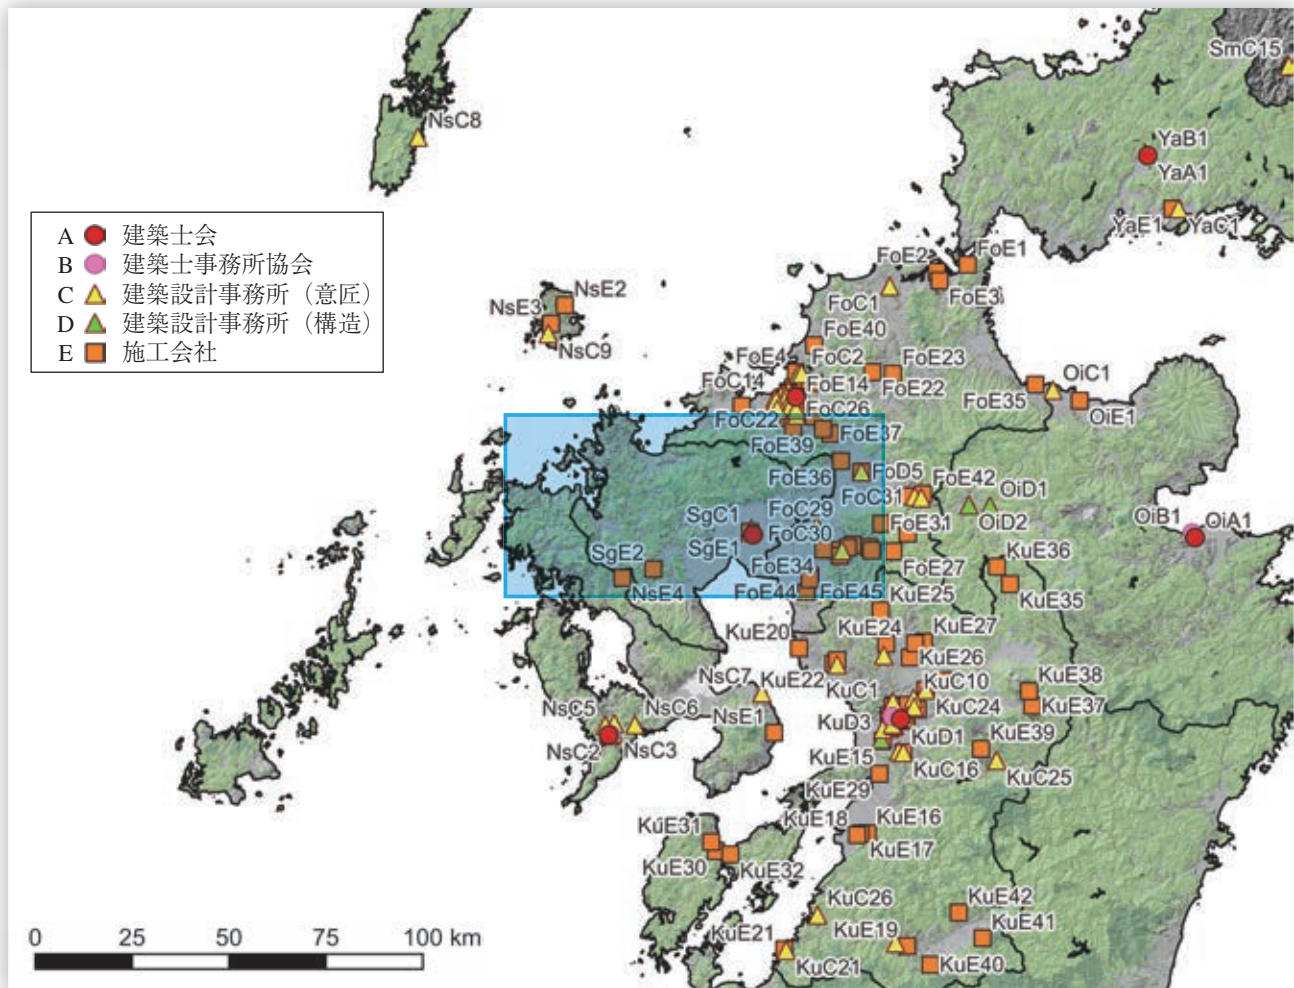 SmC15
NsC8
YaB1
YaA1
YaE1 YaC1
A 建築士会
B 建築士事務所協会
C 建築設計事務所（意匠）
D 建築設計事務所（構造）
E 施工会社
FoE2 FoE1
FoE3
FoC1
NsE2
NsE3
NsC9
FoE40
FoE4 FoC2 FoE23
FoC14 FoE14 FoE22
OiC1
FoE35
OiE1
FoC22 FoC26
FoE39 FoE37
FoE36 FoD5 FoE42
FoC31 OiD1
OiD2
OiB1 OiA1
SgC1 FoC29
FoC30 FoE31
SgE1
SgE2 FoE34 FoE27
KuE36
NsE4 FoE44 FoE45
KuE35
KuE25
KuE20 KuE24 KuE27
KuE26
NsC7 KuE22
KuC1 KuC10
KuE38
KuE37
NsC5 NsC6 NsE1
KuC24
KuD3 KuD1
NsC2 NsC3
KuE39
KuE15 KuC16 KuC25
KuE29
KuE18 KuE16
KuE31
KuE17
KuE30 KuE32
KuC26 KuE42
KuE19 KuE41
KuE21
KuC21 KuE40
0 25 50 75 100 km